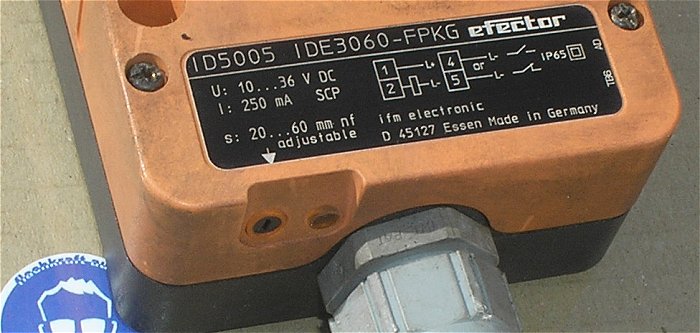 ID5005 IDE3060-FPKG efector
U: 10...36 V DC
I: 250 mA SCP
s: 20...60 mm nf
adjustable
1 L+ 4 L- or L-
2 L- 5 L+ L-
IP65
ifm electronic
D 45127 Essen Made in Germany